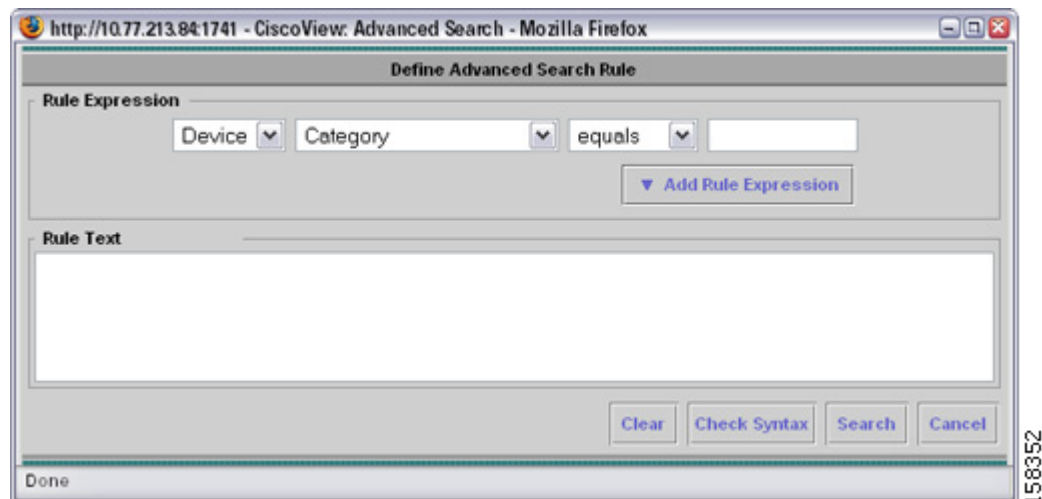 http://10.77.213.84:1741 - CiscoView: Advanced Search - Mozilla Firefox
Define Advanced Search Rule
Rule Expression
Device Category equals
Add Rule Expression
Rule Text
Clear Check Syntax Search Cancel
Done
158352